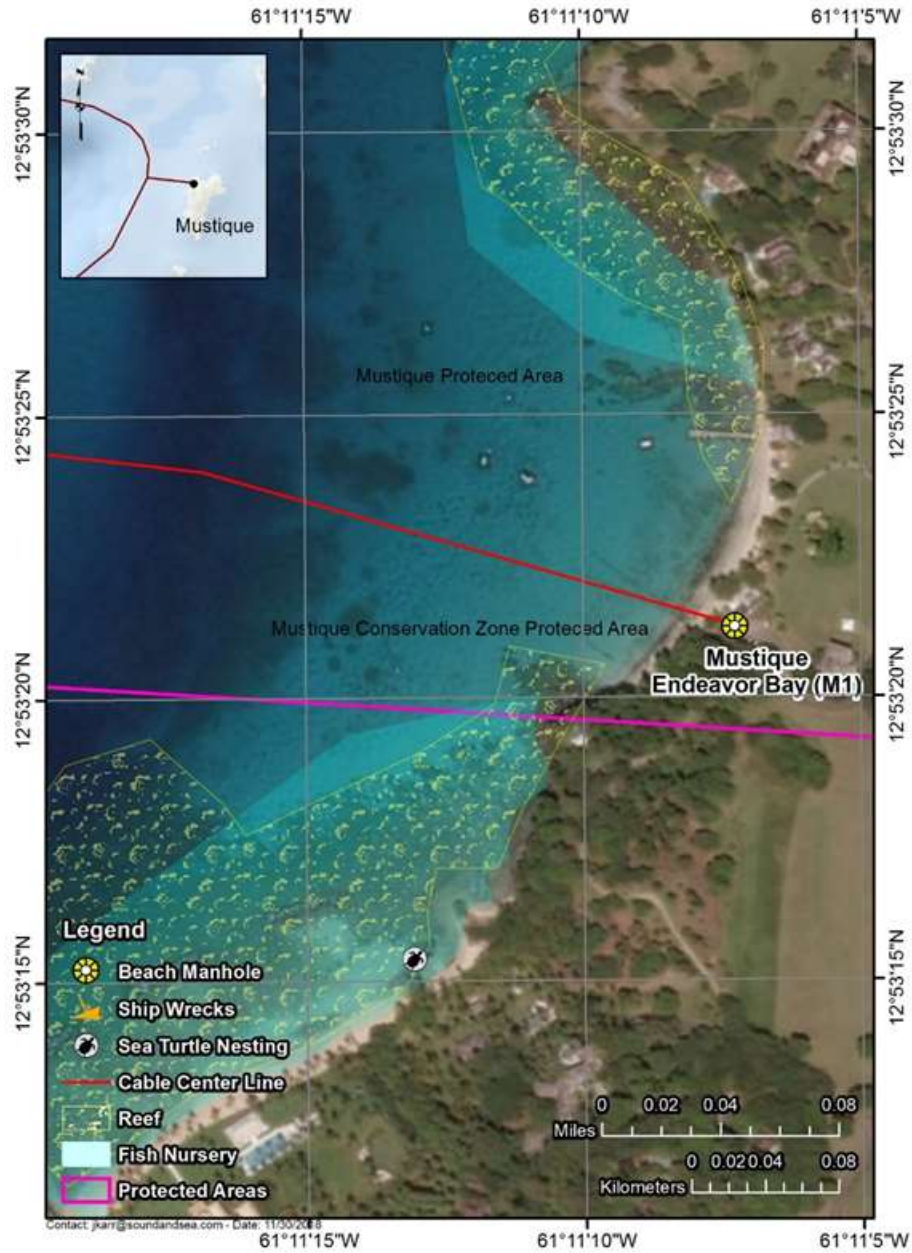 61°11'15"W 61°11'10"W 61°11'5"W
12°53'30"N 12°53'30"N
N
Mustique
Mustique Proteced Area
12°53'25"N 12°53'25"N
Mustique Conservation Zone Proteced Area
Mustique
Endeavor Bay (M1)
12°53'20"N 12°53'20"N
12°53'15"N 12°53'15"N
Legend
Beach Manhole
Ship Wrecks
Sea Turtle Nesting
Cable Center Line
Reef
Fish Nursery
Protected Areas
0 0.02 0.04 0.08
Miles
0 0.02 0.04 0.08
Kilometers
Contact: jkarr@soundandsea.com - Date: 11/30/2018
61°11'15"W 61°11'10"W 61°11'5"W